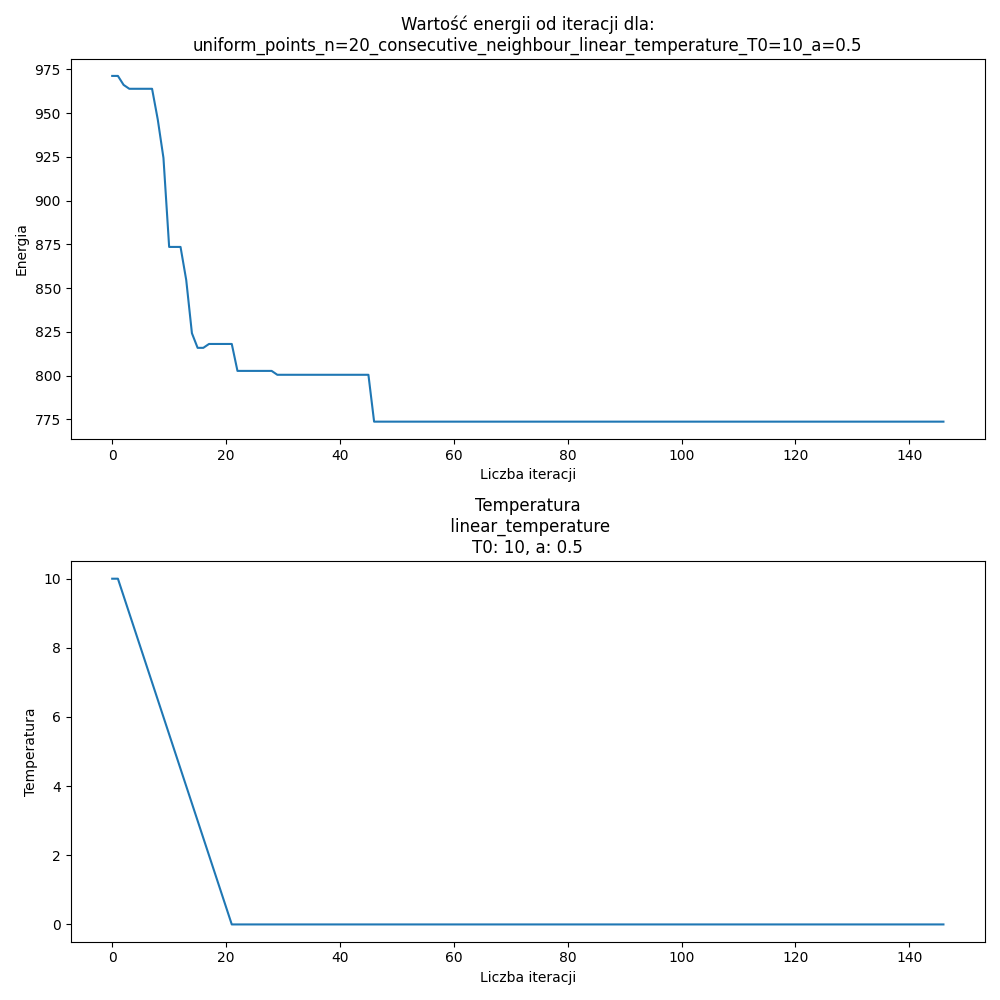 Wartość energii od iteracji dla:
uniform_points_n=20_consecutive_neighbour_linear_temperature_T0=10_a=0.5
975
950
925
900
875
850
825
800
775
Energia
0 20 40 60 80 100 120 140
Liczba iteracji
Temperatura
linear_temperature
T0: 10, a: 0.5
10
8
6
4
2
0
Temperatura
0 20 40 60 80 100 120 140
Liczba iteracji